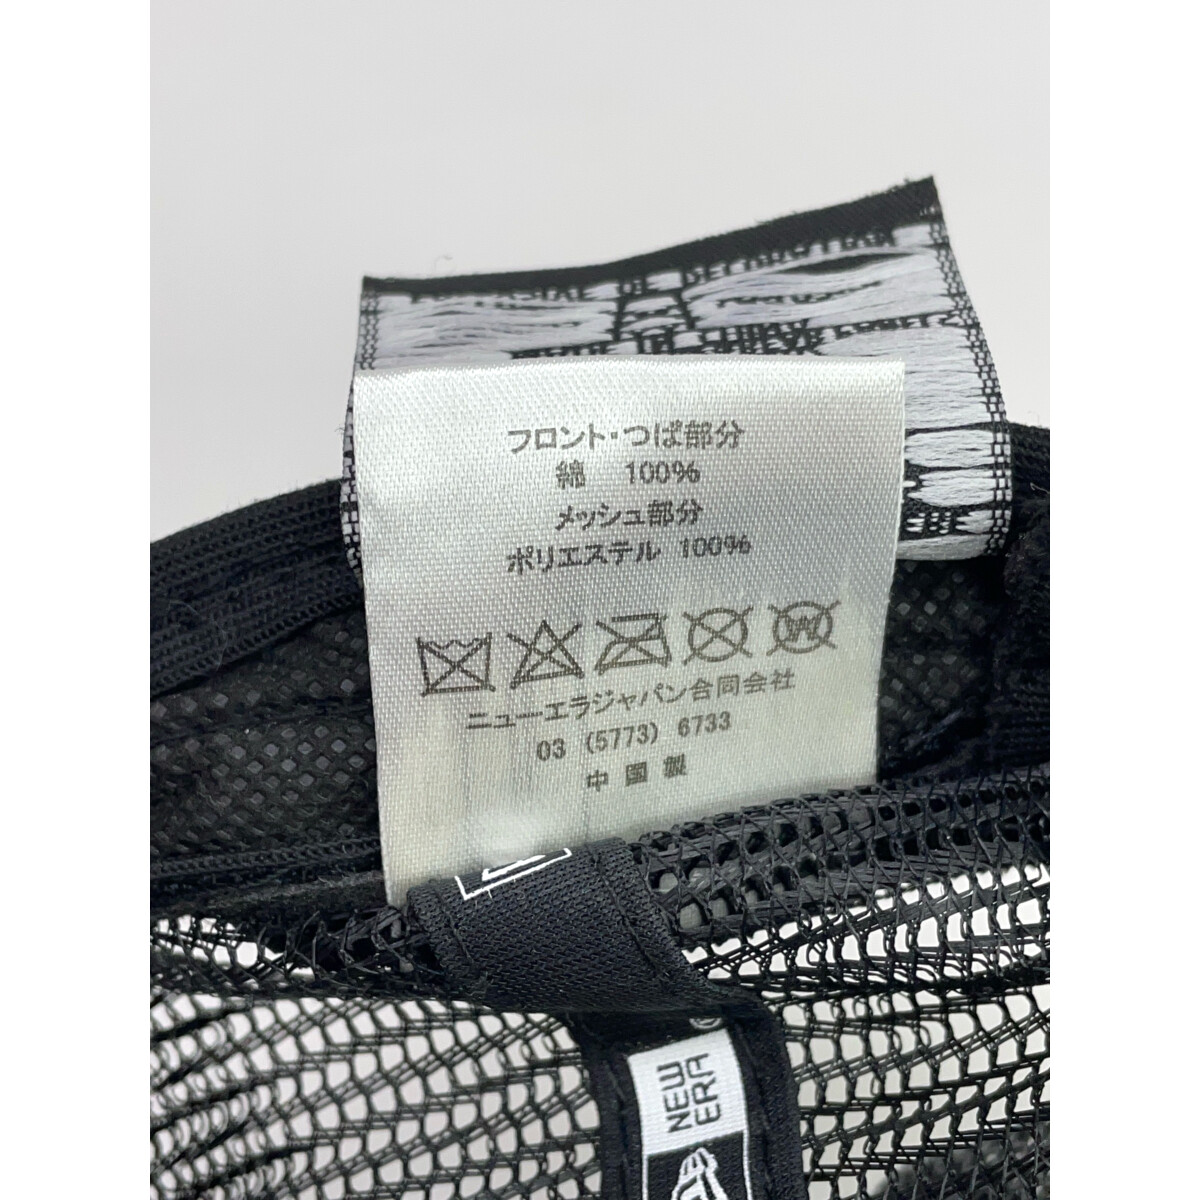 フロント・つば部分
綿 100%
メッシュ部分
ポリエステル 100%
W
ニューエラジャパン合同会社
03 (5773) 6733
中国製
NEW
ERA